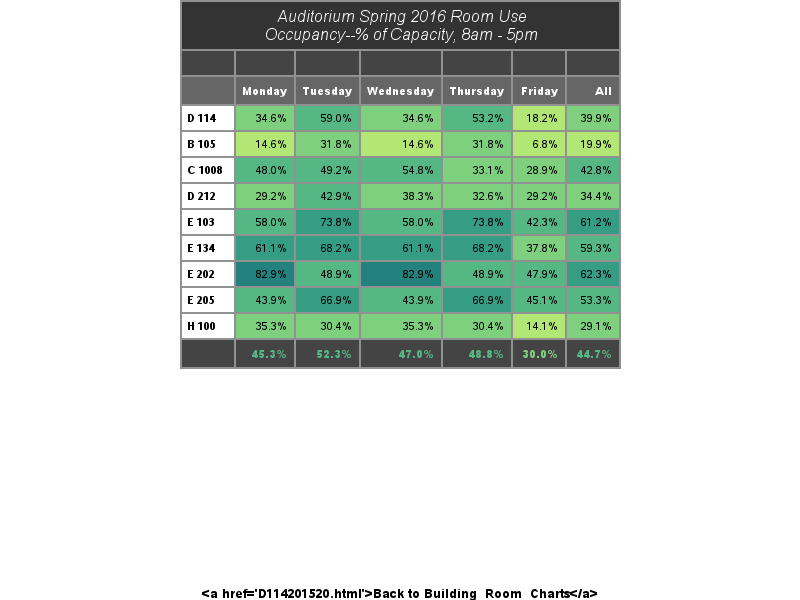 Auditorium Spring 2016 Room Use
Occupancy--% of Capacity, 8am - 5pm
Monday Tuesday Wednesday Thursday Friday All
D 114 34.6% 59.0% 34.6% 53.2% 18.2% 39.9%
B 105 14.6% 31.8% 14.6% 31.8% 6.8% 19.9%
C 1008 48.0% 49.2% 54.8% 33.1% 28.9% 42.8%
D 212 29.2% 42.9% 38.3% 32.6% 29.2% 34.4%
E 103 58.0% 73.8% 58.0% 73.8% 42.3% 61.2%
E 134 61.1% 68.2% 61.1% 68.2% 37.8% 59.3%
E 202 82.9% 48.9% 82.9% 48.9% 47.9% 62.3%
E 205 43.9% 66.9% 43.9% 66.9% 45.1% 53.3%
H 100 35.3% 30.4% 35.3% 30.4% 14.1% 29.1%
45.3% 52.3% 47.0% 48.8% 30.0% 44.7%
<a href='D114201520.html'>Back to Building_Room_Charts</a>